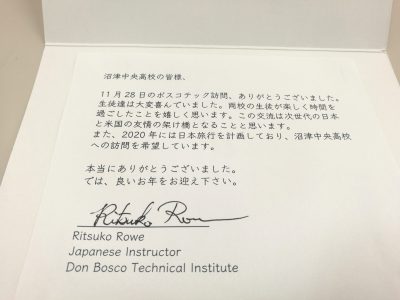 沼津中央高校の皆様、
11月28日のボスコテック訪問、ありがとうございました。
生徒達は大変喜んでいました。両校の生徒が楽しく時間を
過ごしたことを嬉しく思います。この交流は次世代の日本
と米国の友情の架け橋となることと思います。
また、2020年には日本旅行を計画しており、沼津中央高校
への訪問を希望しています。
本当にありがとうございました。
では、良いお年をお迎え下さい。
Ritsuko Rowe
Ritsuko Rowe
Japanese Instructor
Don Bosco Technical Institute